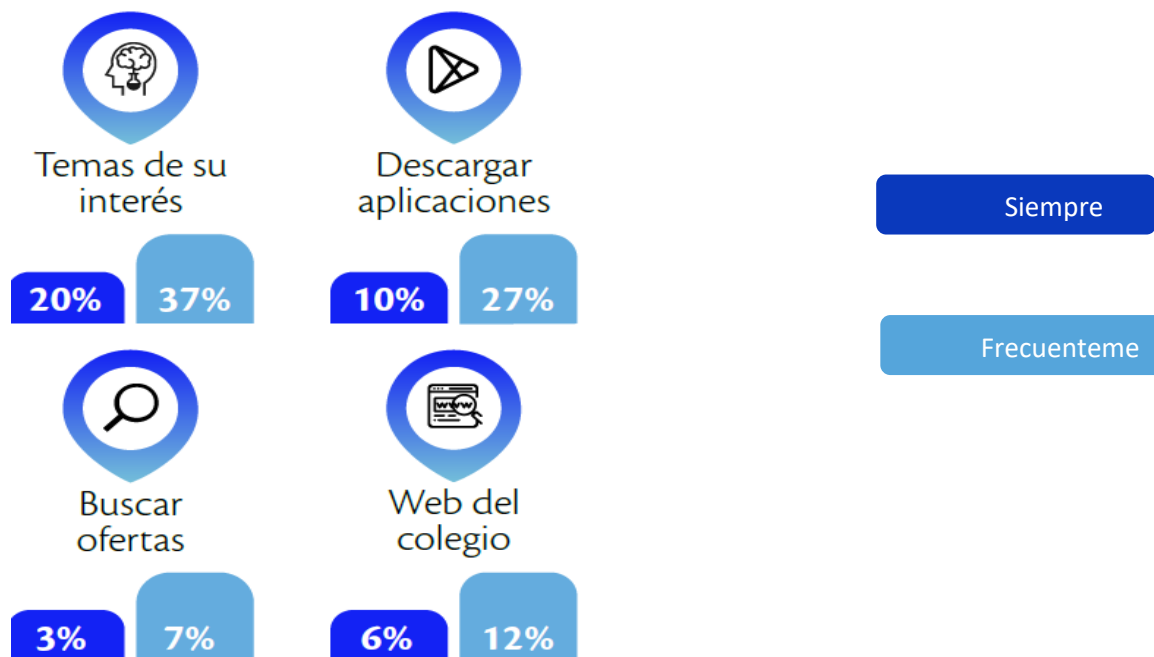 Temas de su
interés
20% 37%
Descargar
aplicaciones
10% 27%
Buscar
ofertas
3% 7%
Web del
colegio
6% 12%
Siempre
Frecuenteme
www